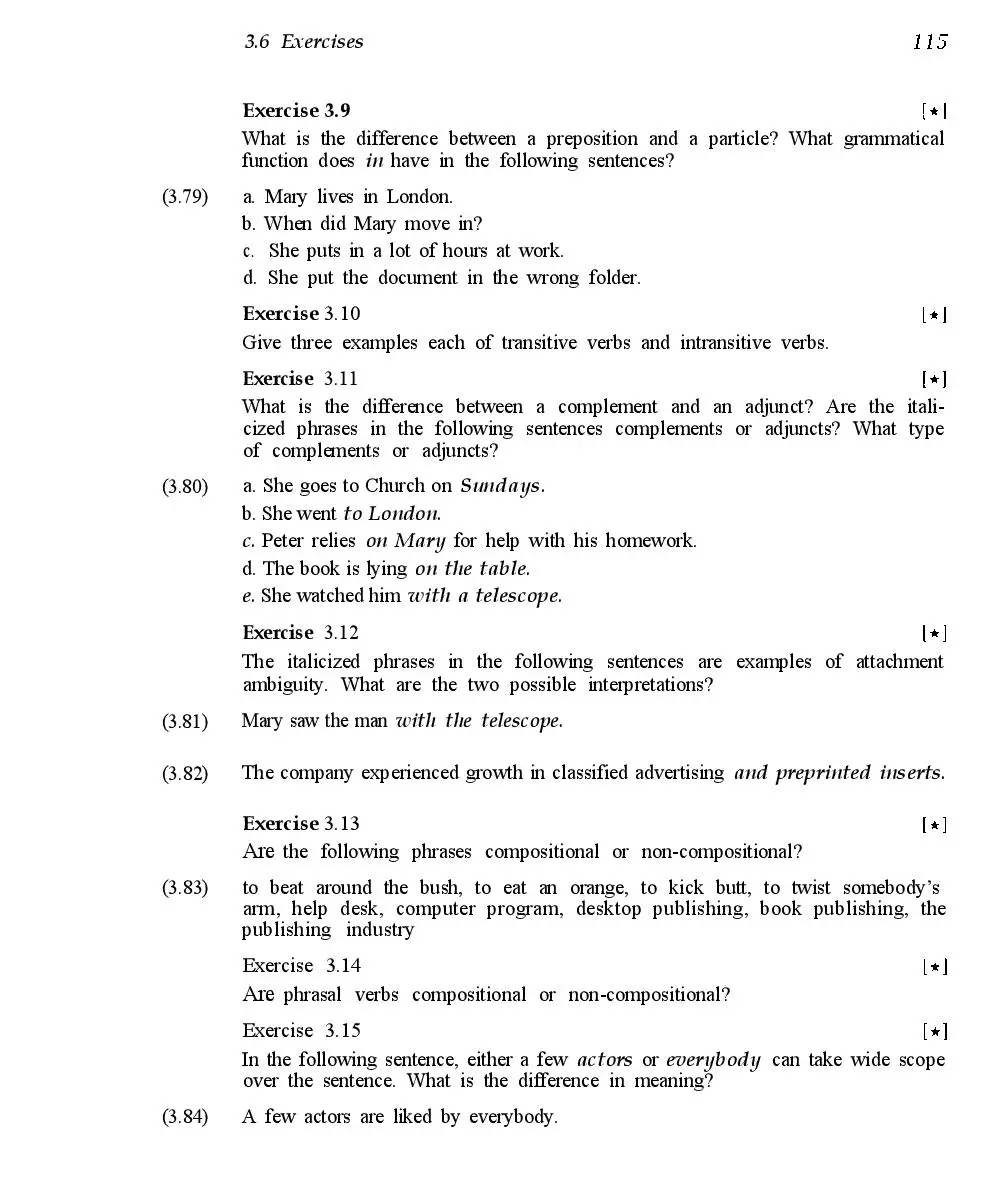 3.6 Exercises 115
Exercise 3.9 [★]
What is the difference between a preposition and a particle? What grammatical
function does in have in the following sentences?
(3.79) a. Mary lives in London.
b. When did Mary move in?
c. She puts in a lot of hours at work.
d. She put the document in the wrong folder.
Exercise 3.10 [★]
Give three examples each of transitive verbs and intransitive verbs.
Exercise 3.11 [★]
What is the difference between a complement and an adjunct? Are the itali-
cized phrases in the following sentences complements or adjuncts? What type
of complements or adjuncts?
(3.80) a. She goes to Church on Sundays.
b. She went to London.
c. Peter relies on Mary for help with his homework.
d. The book is lying on the table.
e. She watched him with a telescope.
Exercise 3.12 [★]
The italicized phrases in the following sentences are examples of attachment
ambiguity. What are the two possible interpretations?
(3.81) Mary saw the man with the telescope.
(3.82) The company experienced growth in classified advertising and preprinted inserts.
Exercise 3.13 [★]
Are the following phrases compositional or non-compositional?
(3.83) to beat around the bush, to eat an orange, to kick butt, to twist somebody's
arm, help desk, computer program, desktop publishing, book publishing, the
publishing industry
Exercise 3.14 [★]
Are phrasal verbs compositional or non-compositional?
Exercise 3.15 [★]
In the following sentence, either a few actors or everybody can take wide scope
over the sentence. What is the difference in meaning?
(3.84) A few actors are liked by everybody.